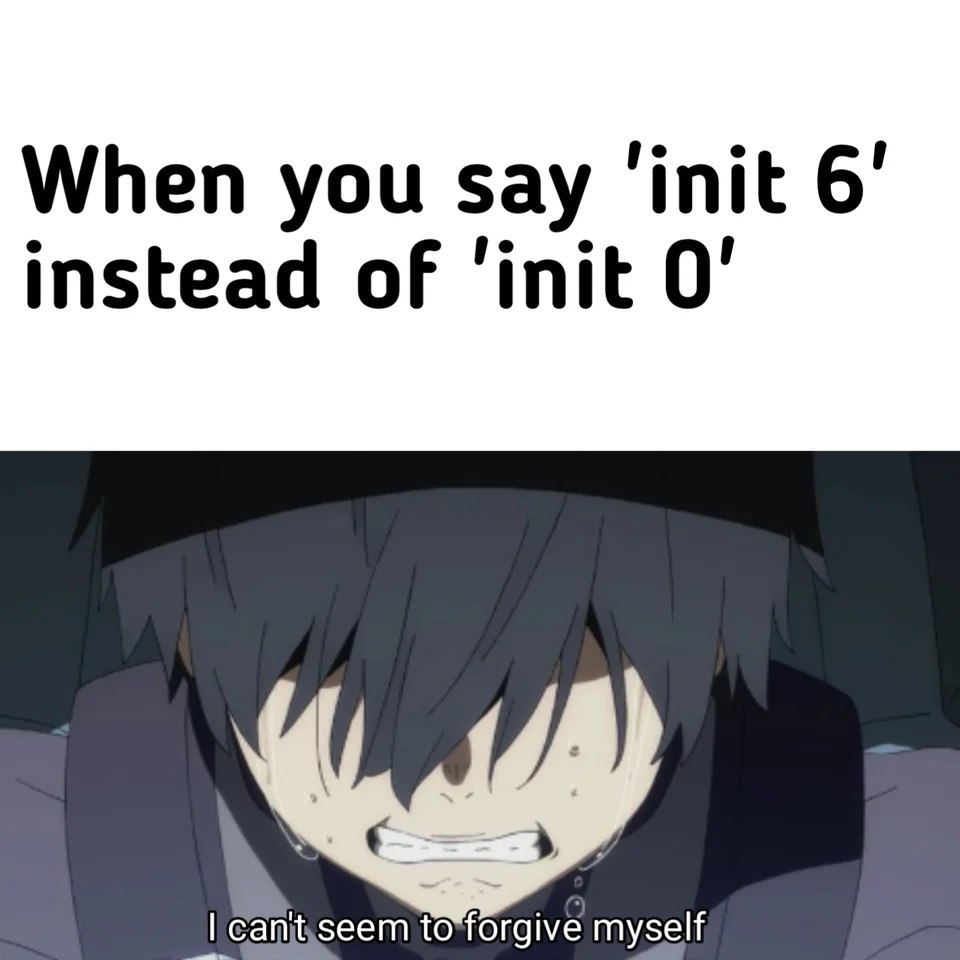 When you say 'init 6'
instead of 'init 0'
I can't seem to forgive myself